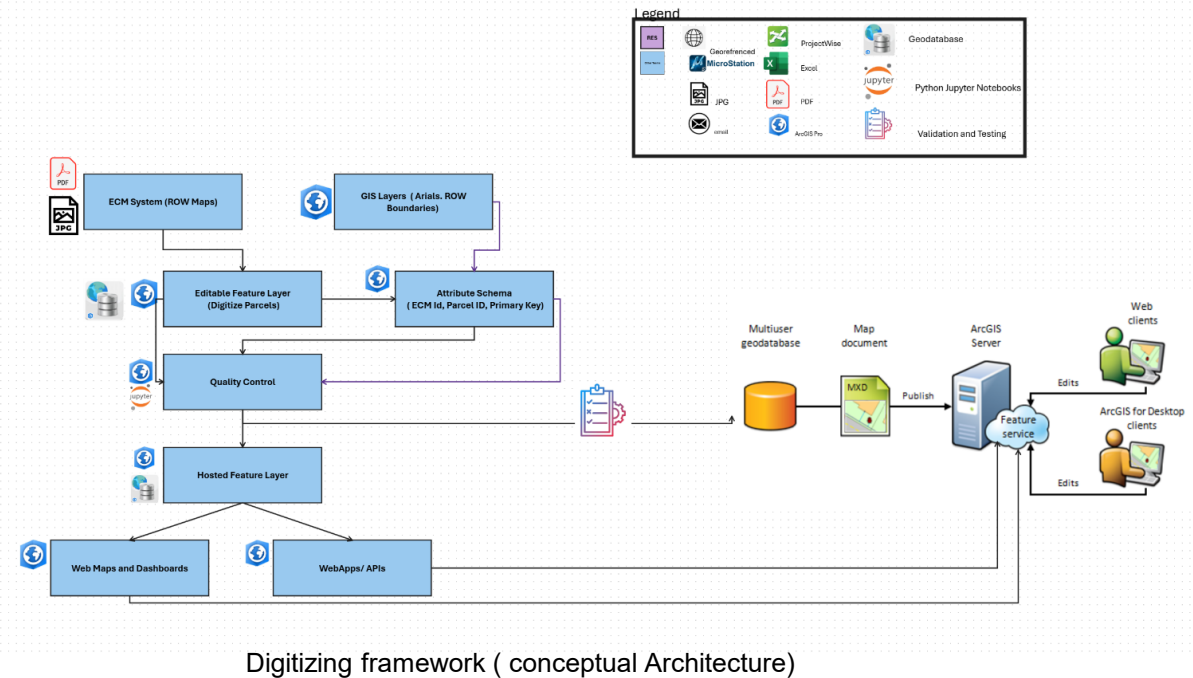 Legend
RES
Georefrenced
MicroStation
JPG
email
ProjectWise
Excel
PDF
PDF
ArcGIS Pro
Geodatabase
jupyter
Python Jupyter Notebooks
Validation and Testing
PDF
JPG
ECM System (ROW Maps)
GIS Layers ( Arials. ROW
Boundaries)
Editable Feature Layer
(Digitize Parcels)
Attribute Schema
( ECM Id, Parcel ID, Primary Key)
jupyter
Quality Control
Hosted Feature Layer
Web Maps and Dashboards
WebApps/ APIs
Multiuser
geodatabase
Map
document
MXD
Publish
ArcGIS
Server
Feature
service
Web
clients
Edits
ArcGIS for Desktop
clients
Edits
Digitizing framework ( conceptual Architecture)